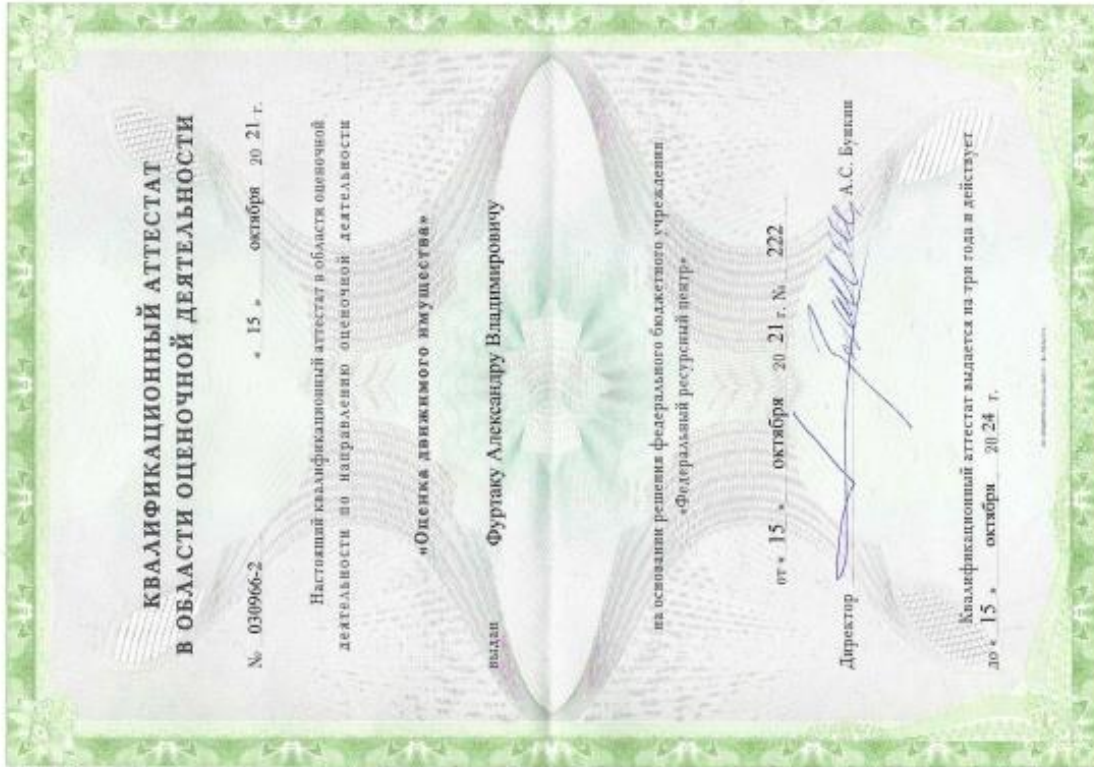 КВАЛИФИКАЦИОННЫЙ АТТЕСТАТ
В ОБЛАСТИ ОЦЕНОЧНОЙ ДЕЯТЕЛЬНОСТИ
№ 030966-2 « 15 » октября 20 21 г.
Настоящий квалификационный аттестат в области оценочной
деятельности по направлению оценочной деятельности
«Оценка движимого имущества»
выдан Фуртаку Александру Владимировичу
на основании решения федерального бюджетного учреждения
«Федеральный ресурсный центр»
от « 15 » октября 20 21 г. № 222
Директор А.С. Бункин
Квалификационный аттестат выдается на три года и действует
до « 15 » октября 20 24 г.